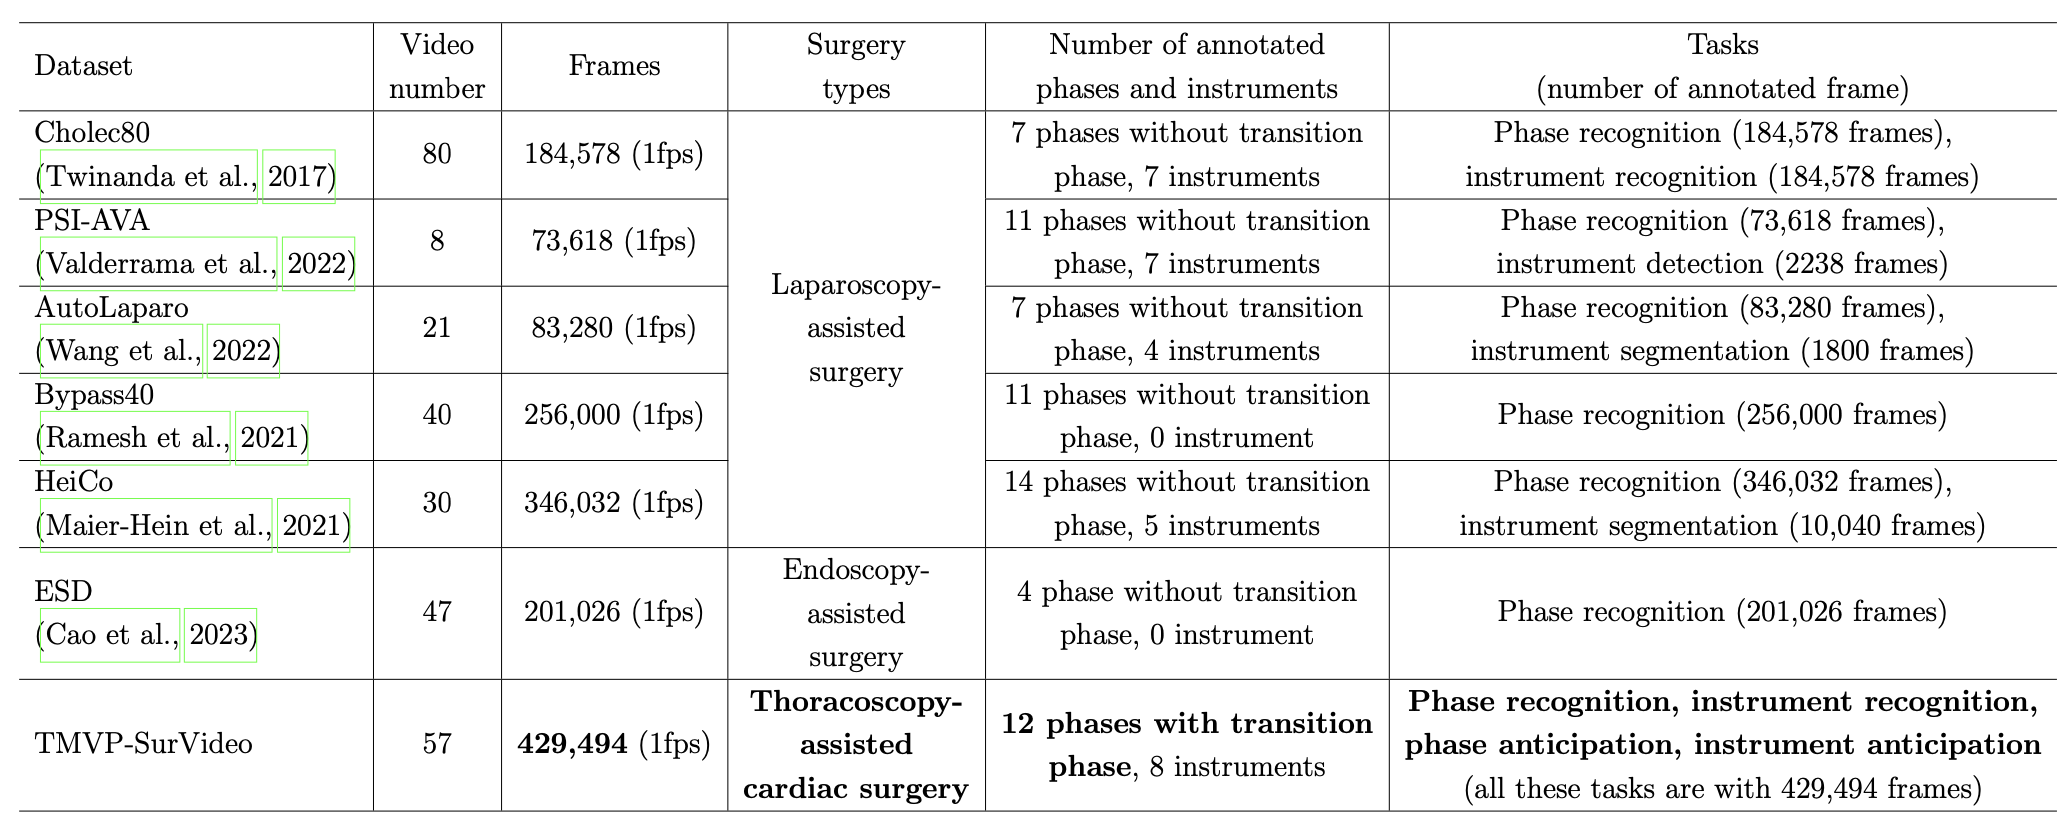 Dataset
Video
number
Frames
Surgery
types
Number of annotated
phases and instruments
Tasks
(number of annotated frame)
Cholec80
(Twinanda et al., 2017)
80
184,578 (1fps)
Laparoscopy-
assisted
surgery
7 phases without transition
phase, 7 instruments
Phase recognition (184,578 frames),
instrument recognition (184,578 frames)
PSI-AVA
(Valderrama et al., 2022)
8
73,618 (1fps)
11 phases without transition
phase, 7 instruments
Phase recognition (73,618 frames),
instrument detection (2238 frames)
AutoLaparo
(Wang et al., 2022)
21
83,280 (1fps)
7 phases without transition
phase, 4 instruments
Phase recognition (83,280 frames),
instrument segmentation (1800 frames)
Bypass40
(Ramesh et al., 2021)
40
256,000 (1fps)
11 phases without transition
phase, 0 instrument
Phase recognition (256,000 frames)
HeiCo
(Maier-Hein et al., 2021)
30
346,032 (1fps)
14 phases without transition
phase, 5 instruments
Phase recognition (346,032 frames),
instrument segmentation (10,040 frames)
ESD
(Cao et al., 2023)
47
201,026 (1fps)
Endoscopy-
assisted
surgery
4 phase without transition
phase, 0 instrument
Phase recognition (201,026 frames)
TMVP-SurVideo
57
429,494 (1fps)
Thoracoscopy-
assisted
cardiac surgery
12 phases with transition
phase, 8 instruments
Phase recognition, instrument recognition,
phase anticipation, instrument anticipation
(all these tasks are with 429,494 frames)